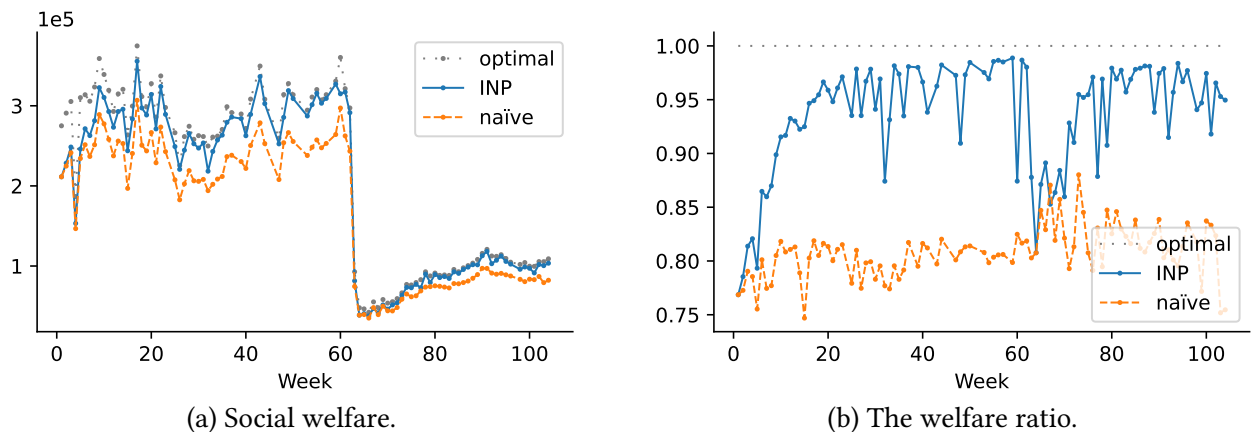 1e5
3
2
1
0
20
40
60
80
100
Week
optimal
INP
naïve
(a) Social welfare.
1.00
0.95
0.90
0.85
0.80
0.75
0
20
40
60
80
100
Week
optimal
INP
naïve
(b) The welfare ratio.